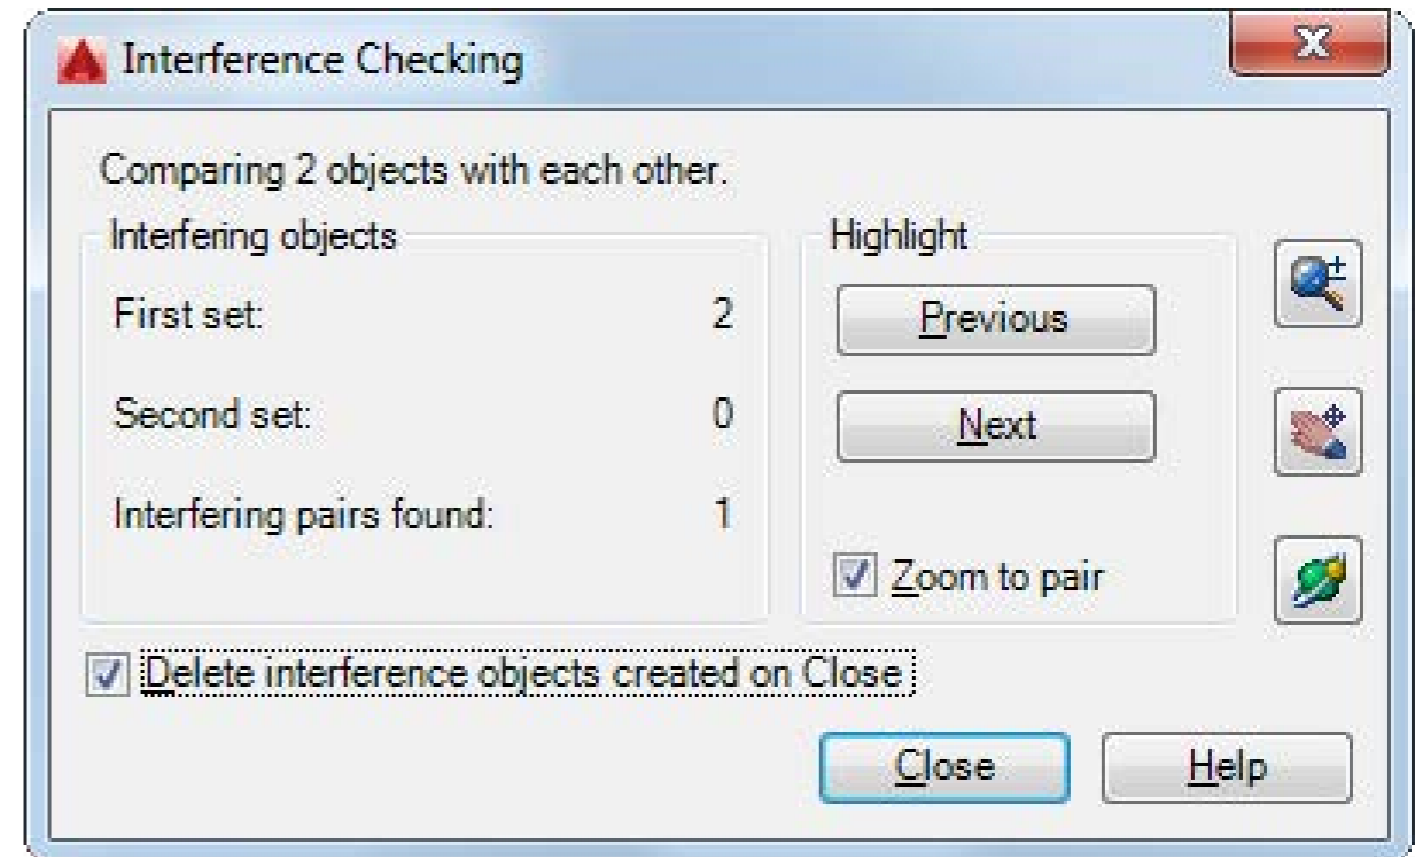 Interference Checking
Comparing 2 objects with each other.
Interfering objects
First set: 2
Second set: 0
Interfering pairs found: 1
Highlight
Previous
Next
Zoom to pair
Delete interference objects created on Close
Close Help